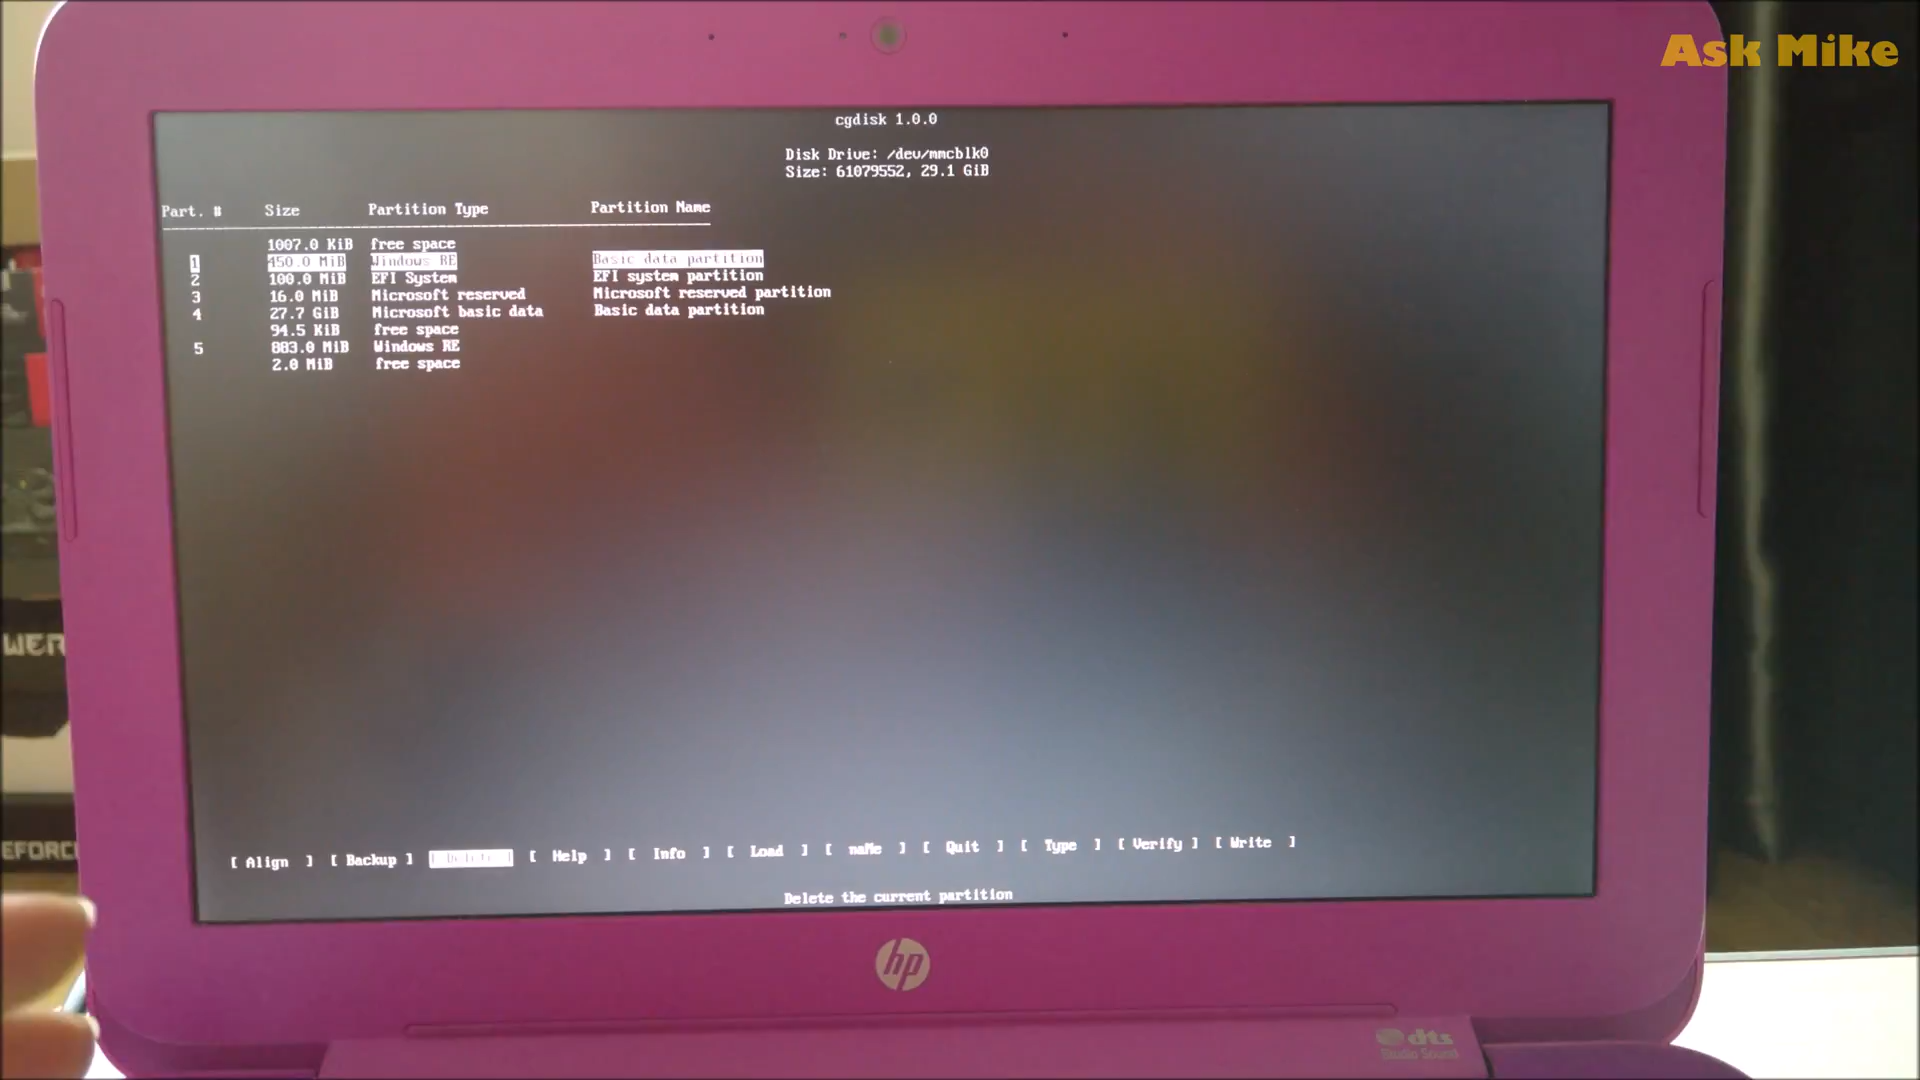 Ask Mike
cgdisk 1.0.0
Disk Drive: /dev/mmcblk0
Size: 61079552, 29.1 GiB
Part. # Size Partition Type Partition Name
1007.0 KiB free space
1 450.0 MiB Windows RE Basic data partition
2 100.0 MiB EFI System EFI system partition
3 16.0 MiB Microsoft reserved Microsoft reserved partition
4 27.7 GiB Microsoft basic data Basic data partition
94.5 KiB free space
5 883.0 MiB Windows RE
2.0 MiB free space
[ Align ] [ Backup ] [ Delete ] [ Help ] [ Info ] [ Load ] [ naMe ] [ Quit ] [ Type ] [ Verify ] [ Write ]
Delete the current partition
hp
dts
Studio Sound
WER
EFORC